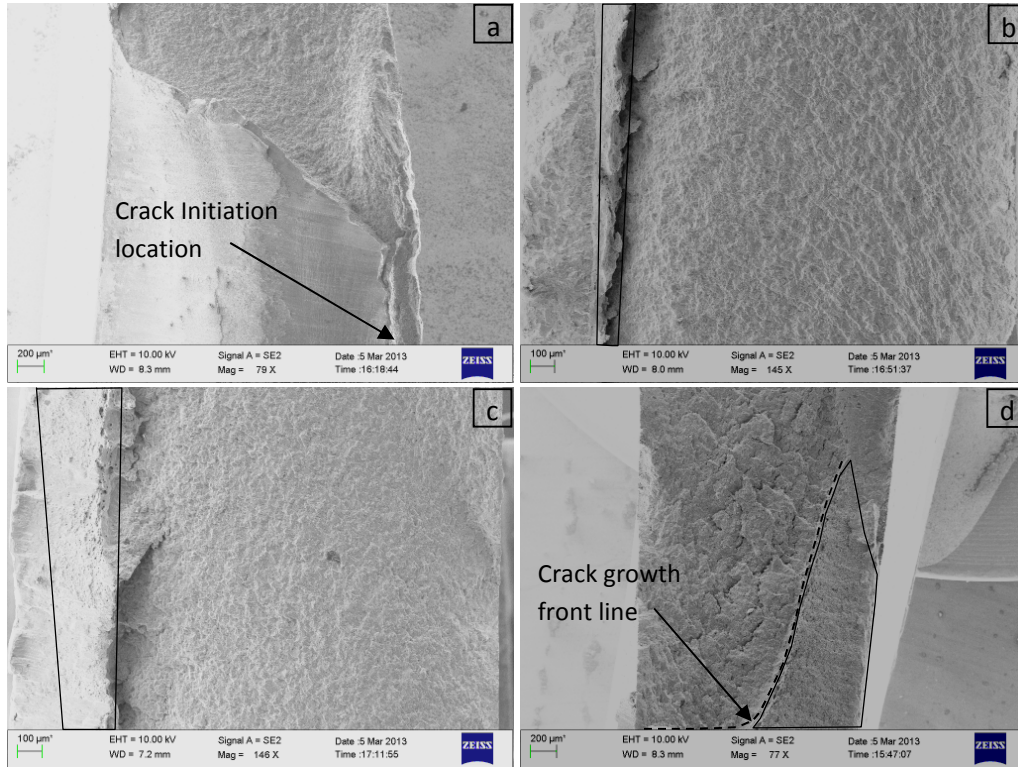 a
Crack Initiation
location
200 µm
EHT = 10.00 kV Signal A = SE2 Date :5 Mar 2013
WD = 8.3 mm Mag = 79 X Time :16:18:44
ZEISS
b
100 µm
EHT = 10.00 kV Signal A = SE2 Date :5 Mar 2013
WD = 8.0 mm Mag = 145 X Time :16:51:37
ZEISS
c
100 µm
EHT = 10.00 kV Signal A = SE2 Date :5 Mar 2013
WD = 7.2 mm Mag = 146 X Time :17:11:55
ZEISS
d
Crack growth
front line
200 µm
EHT = 10.00 kV Signal A = SE2 Date :5 Mar 2013
WD = 8.3 mm Mag = 77 X Time :15:47:07
ZEISS